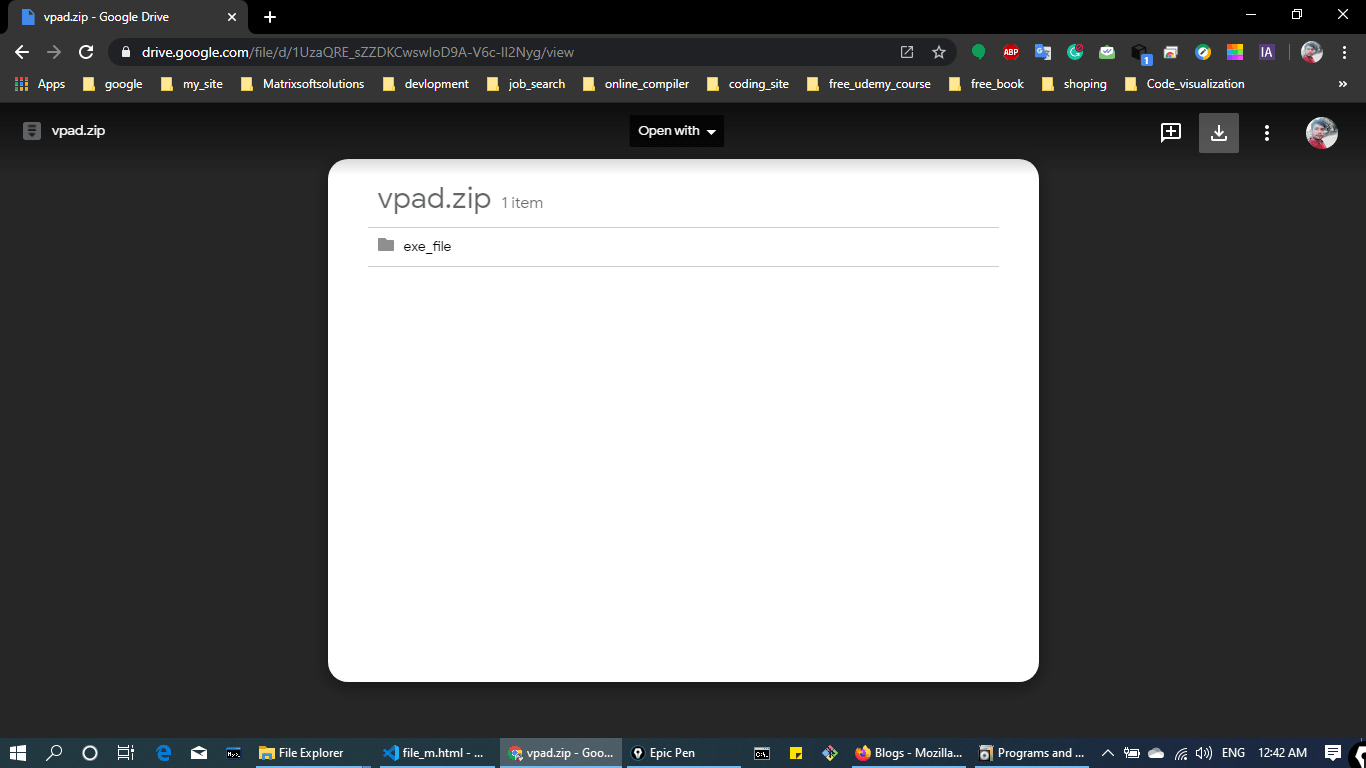 vpad.zip - Google Drive
drive.google.com/file/d/1UzaQRE_sZZDKCwswIoD9A-V6c-II2Nyg/view
ABP
1
IA
Apps google my_site Matrixsoftsolutions devlopment job_search online_compiler coding_site free_udemy_course free_book shoping Code_visualization »
vpad.zip
Open with
vpad.zip 1 item
exe_file
File Explorer file_m.html - ... vpad.zip - Goo... Epic Pen Blogs - Mozilla... Programs and ... ENG 12:42 AM